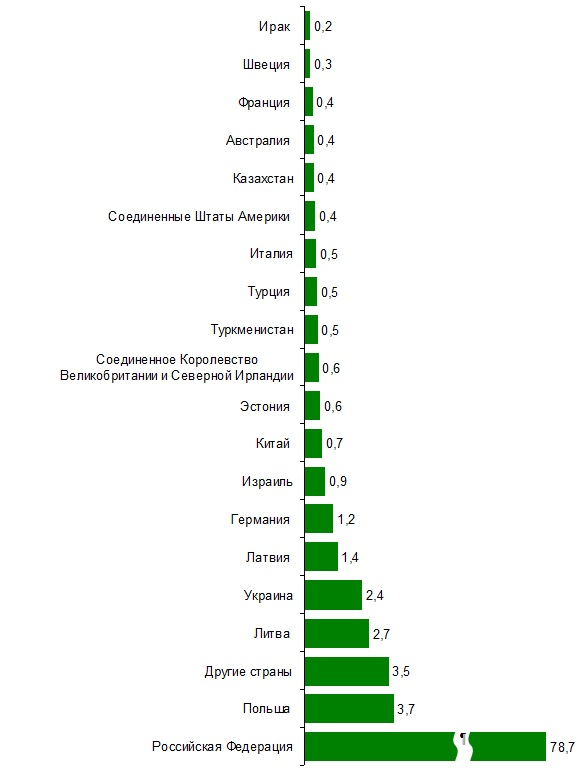 Ирак 0,2
Швеция 0,3
Франция 0,4
Австралия 0,4
Казахстан 0,4
Соединенные Штаты Америки 0,4
Италия 0,5
Турция 0,5
Туркменистан 0,5
Соединенное Королевство
Великобритании и Северной Ирландии 0,6
Эстония 0,6
Китай 0,7
Израиль 0,9
Германия 1,2
Латвия 1,4
Украина 2,4
Литва 2,7
Другие страны 3,5
Польша 3,7
Российская Федерация ¶ 78,7